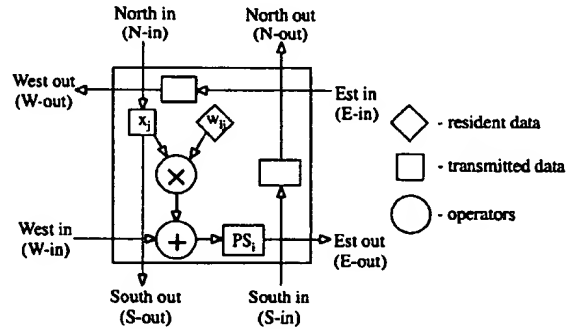 North in
(N-in)
North out
(N-out)
West out
(W-out)
Est in
(E-in)
x_j
w_ij
×
West in
(W-in)
+
PS_i
Est out
(E-out)
South out
(S-out)
South in
(S-in)
- resident data
- transmitted data
- operators